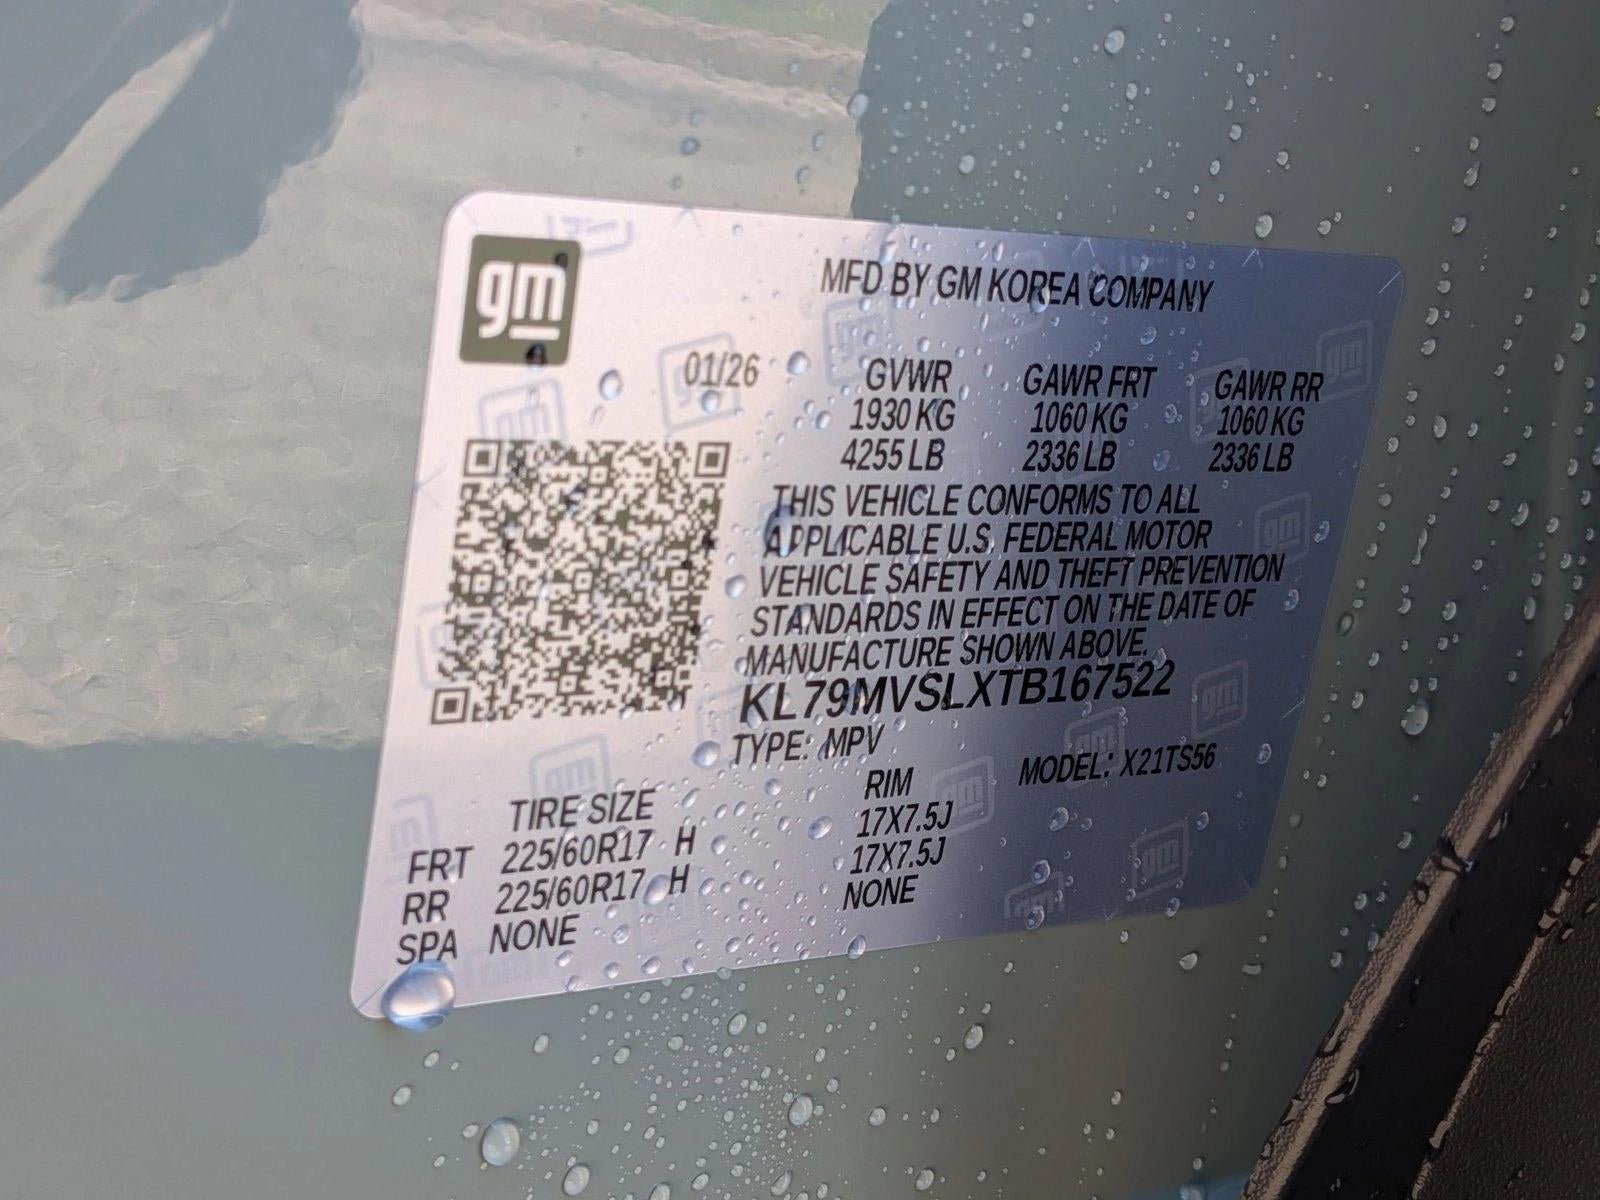 gm
MFD BY GM KOREA COMPANY
01/26 GVWR GAWR FRT GAWR RR
1930 KG 1060 KG 1060 KG
4255 LB 2336 LB 2336 LB
THIS VEHICLE CONFORMS TO ALL
APPLICABLE U.S. FEDERAL MOTOR
VEHICLE SAFETY AND THEFT PREVENTION
STANDARDS IN EFFECT ON THE DATE OF
MANUFACTURE SHOWN ABOVE.
KL79MVSLXTB167522
TYPE: MPV MODEL: X21TS56
TIRE SIZE RIM
FRT 225/60R17 H 17X7.5J
RR 225/60R17 H 17X7.5J
SPA NONE NONE